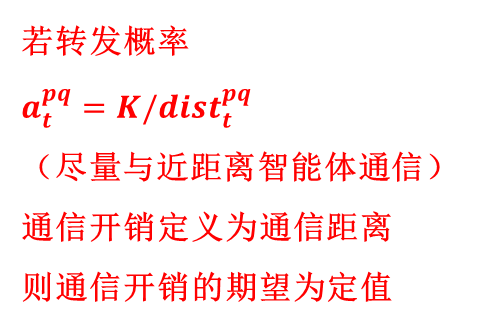 若转发概率
$a_t^{pq} = K/dist_t^{pq}$
（尽量与近距离智能体通信）
通信开销定义为通信距离
则通信开销的期望为定值